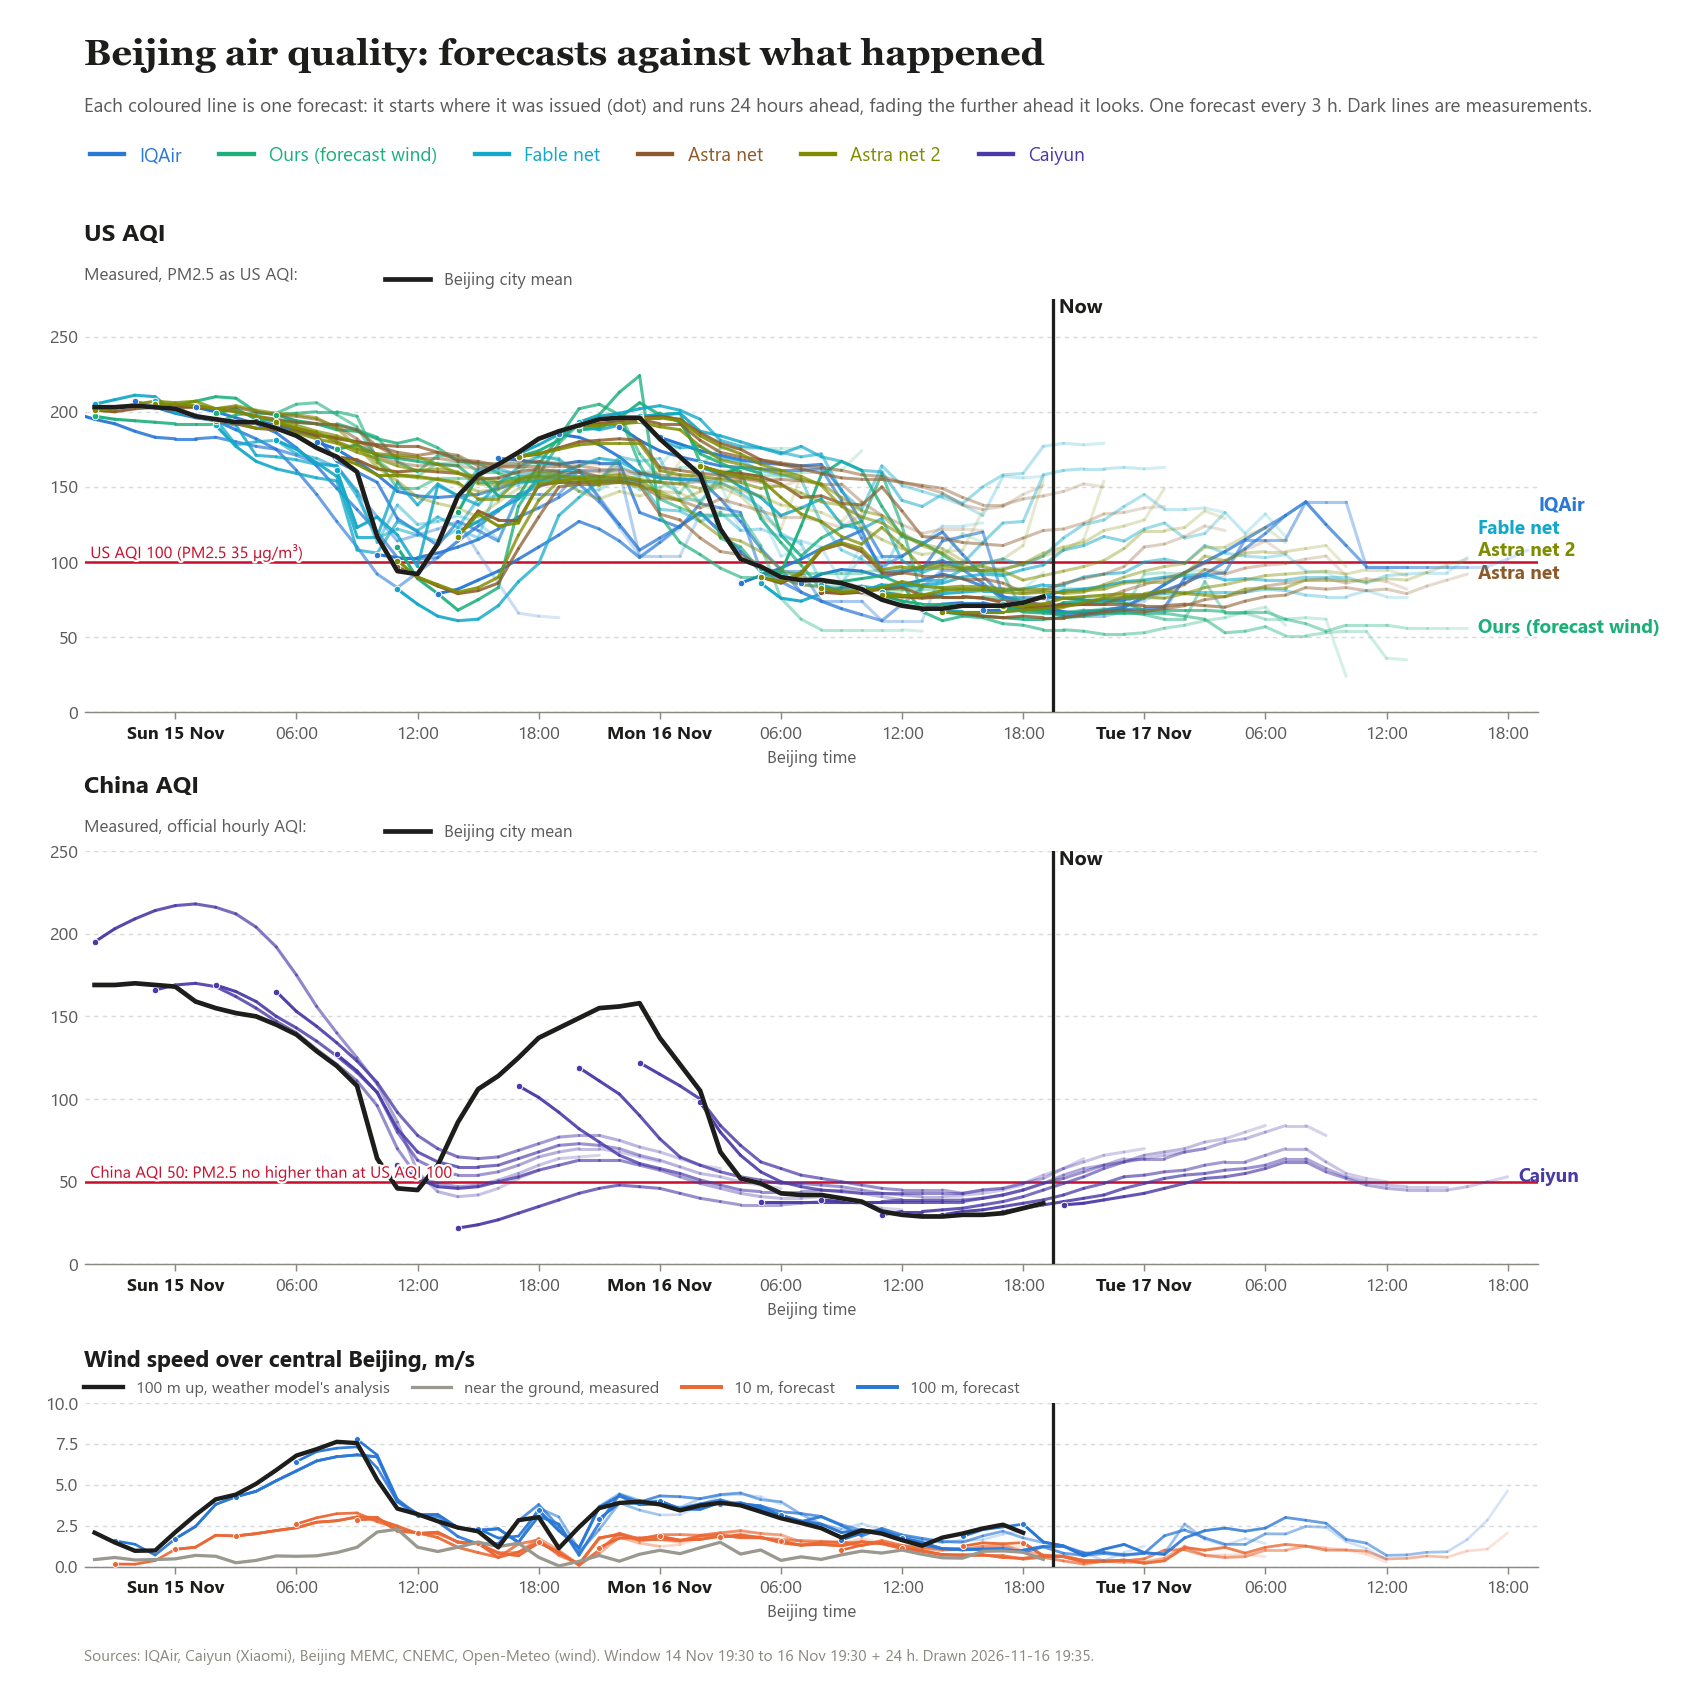 Beijing air quality: forecasts against what happened
Each coloured line is one forecast: it starts where it was issued (dot) and runs 24 hours ahead, fading the further ahead it looks. One forecast every 3 h. Dark lines are measurements.
IQAir Ours (forecast wind) Fable net Astra net Astra net 2 Caiyun
US AQI
Measured, PM2.5 as US AQI: Beijing city mean
Now
250
200
150
IQAir
Fable net
Astra net 2
US AQI 100 (PM2.5 35 µg/m³)
100
Astra net
Ours (forecast wind)
50
0
Sun 15 Nov 06:00 12:00 18:00 Mon 16 Nov 06:00 12:00 18:00 Tue 17 Nov 06:00 12:00 18:00
Beijing time
China AQI
Measured, official hourly AQI: Beijing city mean
250
Now
200
150
100
China AQI 50: PM2.5 no higher than at US AQI 100
Caiyun
50
0
Sun 15 Nov 06:00 12:00 18:00 Mon 16 Nov 06:00 12:00 18:00 Tue 17 Nov 06:00 12:00 18:00
Beijing time
Wind speed over central Beijing, m/s
100 m up, weather model's analysis near the ground, measured 10 m, forecast 100 m, forecast
10.0
7.5
5.0
2.5
0.0
Sun 15 Nov 06:00 12:00 18:00 Mon 16 Nov 06:00 12:00 18:00 Tue 17 Nov 06:00 12:00 18:00
Beijing time
Sources: IQAir, Caiyun (Xiaomi), Beijing MEMC, CNEMC, Open-Meteo (wind). Window 14 Nov 19:30 to 16 Nov 19:30 + 24 h. Drawn 2026-11-16 19:35.